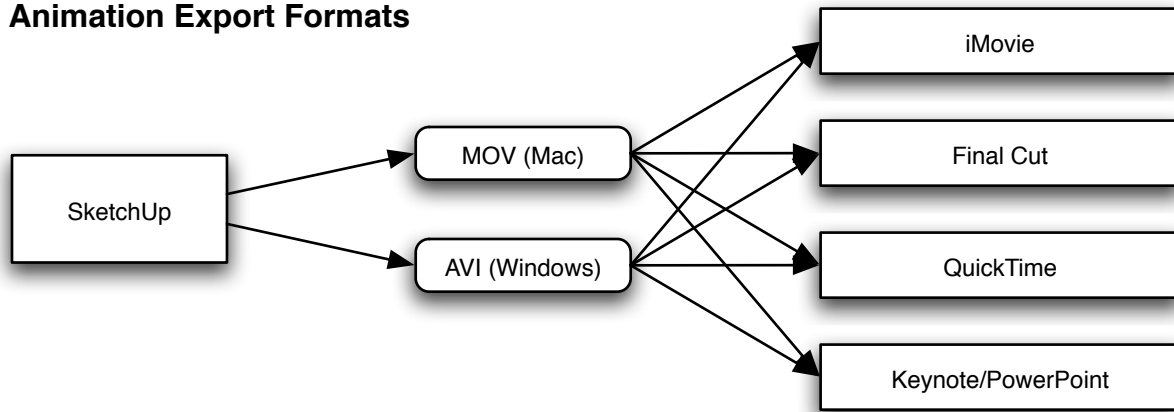 Animation Export Formats
SketchUp
MOV (Mac)
AVI (Windows)
iMovie
Final Cut
QuickTime
Keynote/PowerPoint